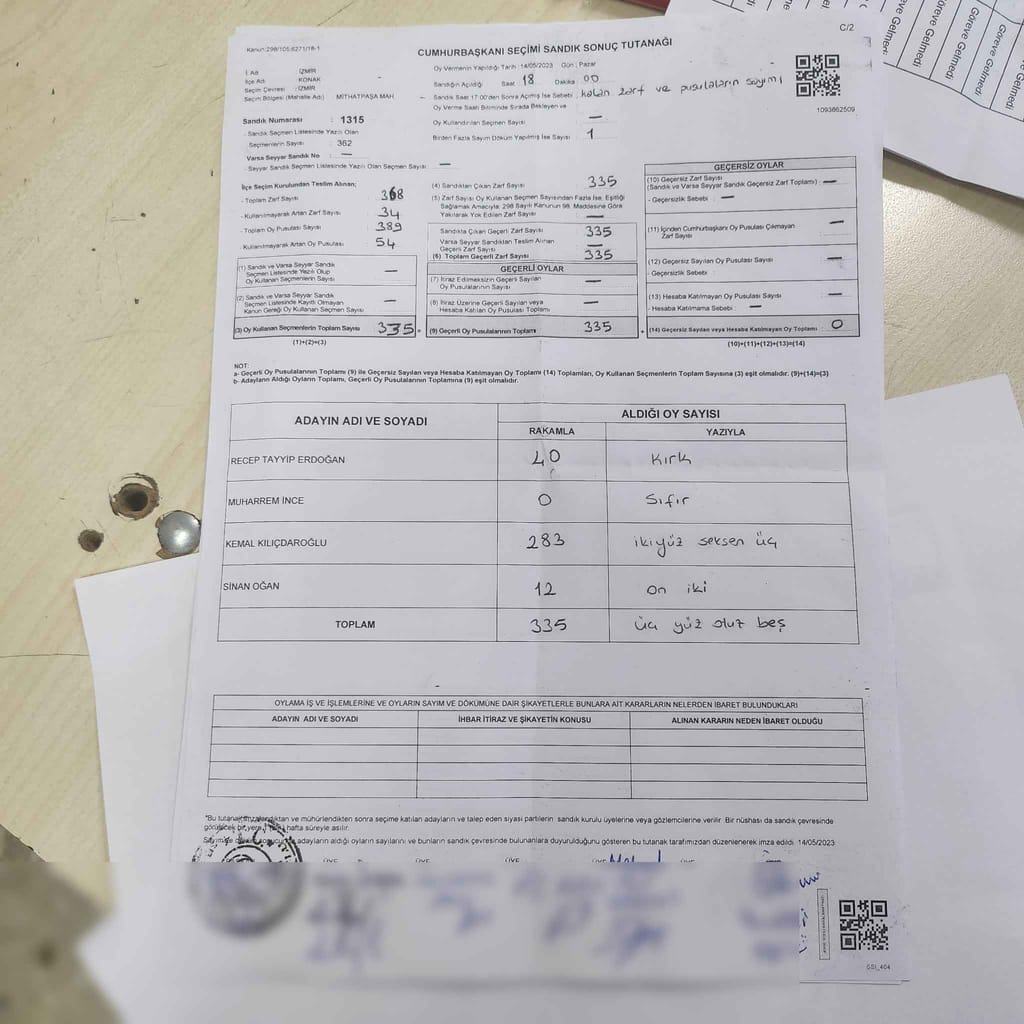 C/2
Kanun:298/105:6271/18-1
CUMHURBAŞKANI SEÇİMİ SANDIK SONUÇ TUTANAĞI
İl Adı : İZMİR
İlçe Adı : KONAK
Seçim Çevresi : İZMİR
Seçim Bölgesi (Mahalle Adı) : MİTHATPAŞA MAH
Oy Vermenin Yapıldığı Tarih : 14/05/2023 Gün : Pazar
Sandığın Açıldığı Saat: 18 Dakika : 00
Sandık Saat 17:00'den Sonra Açılmış İse Sebebi : kalan zarf ve pusulaların sayımı
Oy Verme Saati Bitiminde Sırada Bekleyen ve
Oy Kullandırılan Seçmen Sayısı : —
Birden Fazla Sayım Döküm Yapılmış İse Sayısı : 1
1093862509
Sandık Numarası : 1315
- Sandık Seçmen Listesinde Yazılı Olan
Seçmenlerin Sayısı : 362
Varsa Seyyar Sandık No : —
- Seyyar Sandık Seçmen Listesinde Yazılı Olan Seçmen Sayısı : —
İlçe Seçim Kurulundan Teslim Alınan;
- Toplam Zarf Sayısı : 368
- Kullanılmayarak Artan Zarf Sayısı : 34
- Toplam Oy Pusulası Sayısı : 389
- Kullanılmayarak Artan Oy Pusulası : 54
(1) Sandık ve Varsa Seyyar Sandık
Seçmen Listesinde Yazılı Olup
Oy Kullanan Seçmenlerin Sayısı —
(2) Sandık ve Varsa Seyyar Sandık
Seçmen Listesinde Kayıtlı Olmayan
Kanun Gereği Oy Kullanan Seçmen Sayısı —
(3) Oy Kullanan Seçmenlerin Toplam Sayısı 335
(1)+(2)=(3)
(4) Sandıktan Çıkan Zarf Sayısı 335
(5) Zarf Sayısı Oy Kullanan Seçmen Sayısından Fazla İse, Eşitliği
Sağlamak Amacıyla; 298 Sayılı Kanunun 98. Maddesine Göre
Yakılarak Yok Edilen Zarf Sayısı : —
Sandıkta Çıkan Geçerli Zarf Sayısı 335
Varsa Seyyar Sandıktan Teslim Alınan
Geçerli Zarf Sayısı —
(6) Toplam Geçerli Zarf Sayısı 335
GEÇERLİ OYLAR
(7) İtiraz Edilmeksizin Geçerli Sayılan
Oy Pusulalarının Sayısı : —
(8) İtiraz Üzerine Geçerli Sayılan veya
Hesaba Katılan Oy Pusulası Toplamı —
(9) Geçerli Oy Pusulalarının Toplamı 335
GEÇERSİZ OYLAR
(10) Geçersiz Zarf Sayısı
(Sandık ve Varsa Seyyar Sandık Geçersiz Zarf Toplamı) —
- Geçersizlik Sebebi : —
(11) İçinden Cumhurbaşkanı Oy Pusulası Çıkmayan
Zarf Sayısı —
(12) Geçersiz Sayılan Oy Pusulası Sayısı —
- Geçersizlik Sebebi :
(13) Hesaba Katılmayan Oy Pusulası Sayısı —
- Hesaba Katılmama Sebebi : —
(14) Geçersiz Sayılan veya Hesaba Katılmayan Oy Toplamı : 0
(10)+(11)+(12)+(13)=(14)
NOT:
a- Geçerli Oy Pusulalarının Toplamı (9) ile Geçersiz Sayılan veya Hesaba Katılmayan Oy Toplamı (14) Toplamları, Oy Kullanan Seçmenlerin Toplam Sayısına (3) eşit olmalıdır. (9)+(14)=(3)
b- Adayların Aldığı Oyların Toplamı, Geçerli Oy Pusulalarının Toplamına (9) eşit olmalıdır.
ADAYIN ADI VE SOYADI ALDIĞI OY SAYISI
RAKAMLA YAZIYLA
RECEP TAYYİP ERDOĞAN 40 kırk
MUHARREM İNCE 0 Sıfır
KEMAL KILIÇDAROĞLU 283 ikiyüz seksen üç
SİNAN OĞAN 12 on iki
TOPLAM 335 üç yüz otuz beş
OYLAMA İŞ VE İŞLEMLERİNE VE OYLARIN SAYIM VE DÖKÜMÜNE DAİR ŞİKAYETLERLE BUNLARA AİT KARARLARIN NELERDEN İBARET BULUNDUKLARI
ADAYIN ADI VE SOYADI İHBAR İTİRAZ VE ŞİKAYETİN KONUSU ALINAN KARARIN NEDEN İBARET OLDUĞU
"Bu tutanak imzalandıktan ve mühürlendikten sonra seçime katılan adayların ve talep eden siyasi partilerin sandık kurulu üyelerine veya gözlemcilerine verilir. Bir nüshası da sandık çevresinde
görülecek bir yere, hafta süreyle asılır.
adayların aldığı oyların sayılarını ve bunların sandık çevresinde bulunanlara duyurulduğunu gösteren bu tutanak tarafımızdan düzenlenerek imza edildi. 14/05/2023
ÜYE ÜYE ÜYE ÜYE ÜYE
GSI_404
Göreve Gelmedi
Göreve Gelmedi
Göreve Gelmedi
Göreve Gelmedi